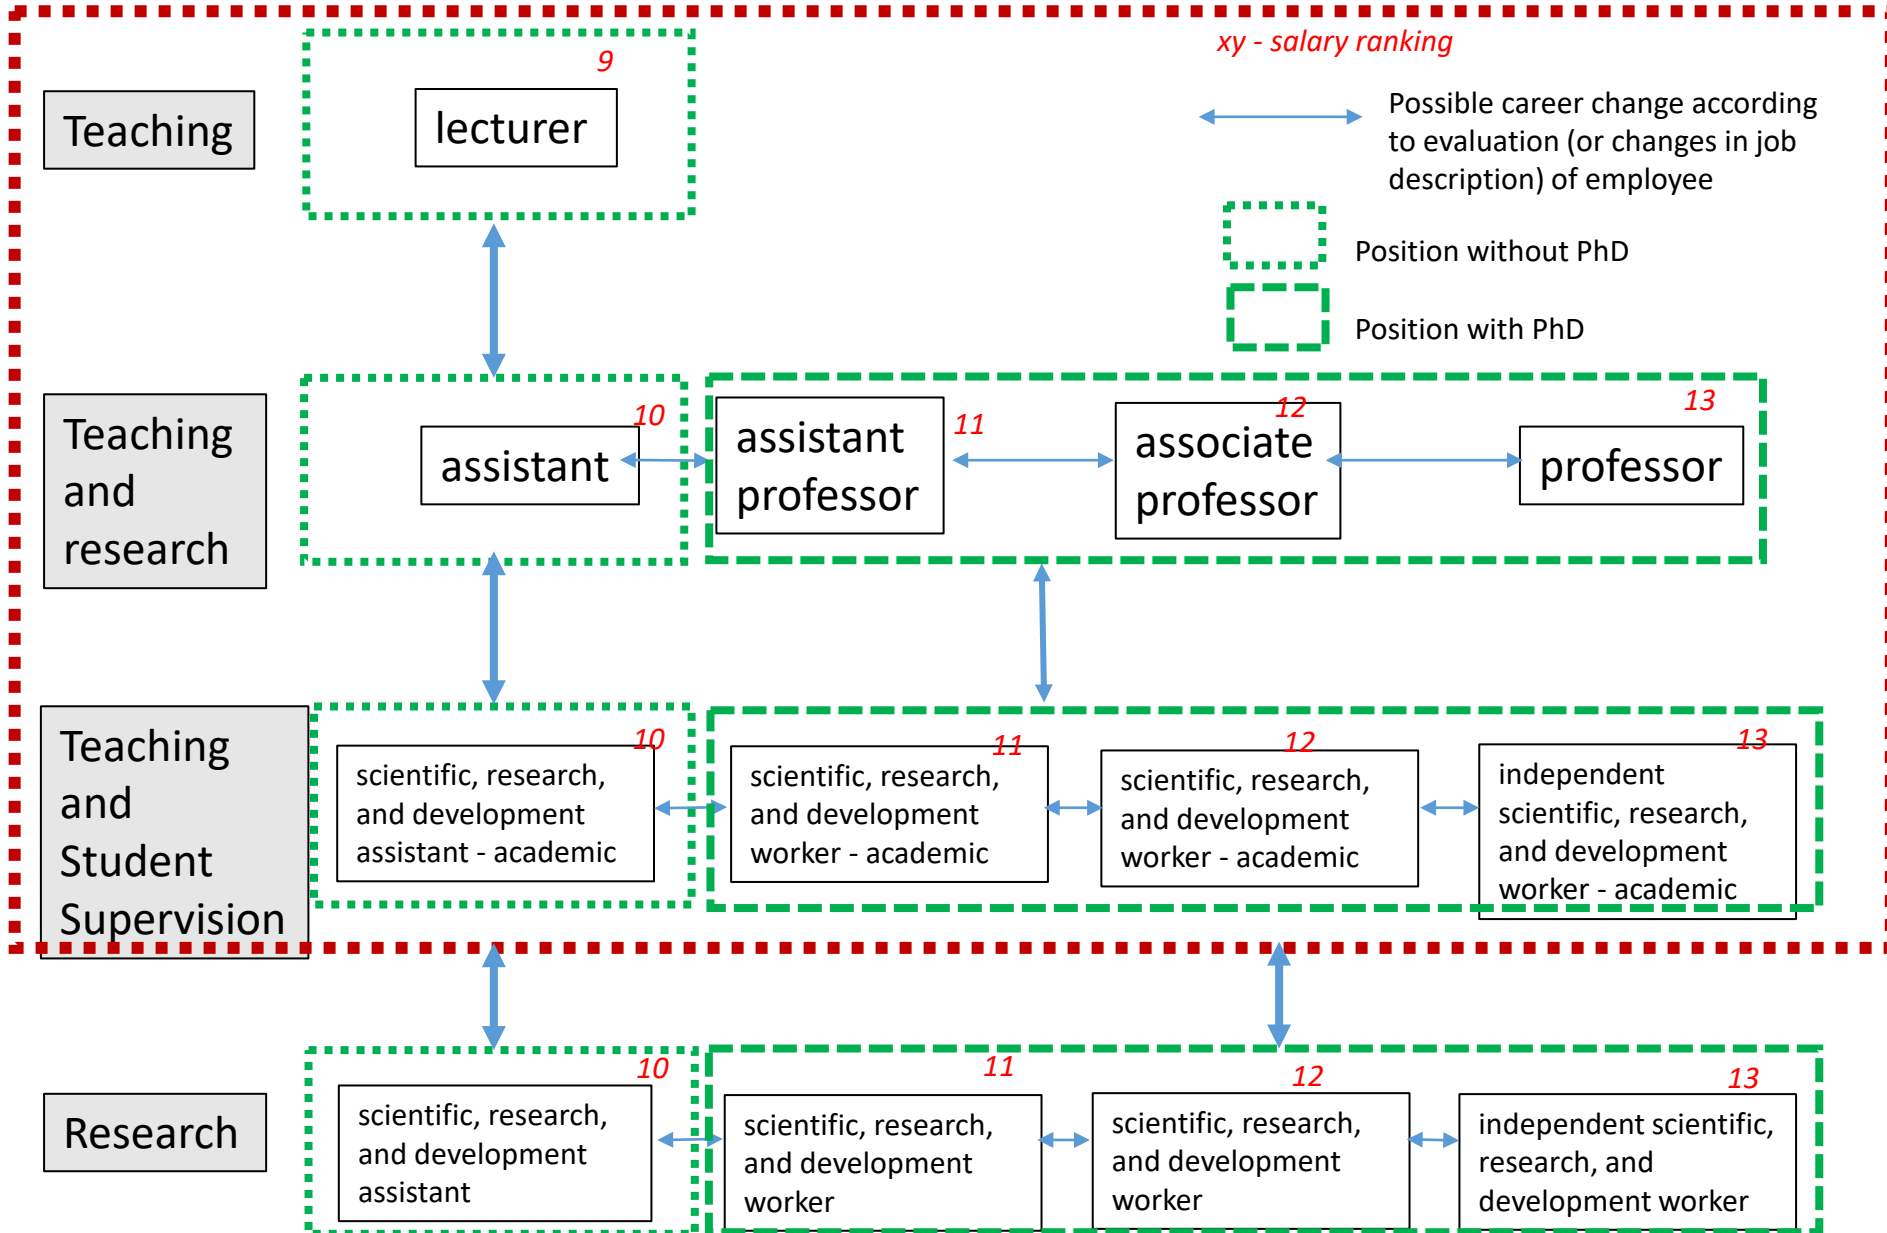 xy - salary ranking
9
Teaching
lecturer
Possible career change according
to evaluation (or changes in job
description) of employee
Position without PhD
Position with PhD
Teaching
and
research
10
assistant
assistant
professor
11
12
associate
professor
13
professor
Teaching
and
Student
Supervision
10
scientific, research,
and development
assistant - academic
11
scientific, research,
and development
worker - academic
12
scientific, research,
and development
worker - academic
13
independent
scientific, research,
and development
worker - academic
Research
10
scientific, research,
and development
assistant
11
scientific, research,
and development
worker
12
scientific, research,
and development
worker
13
independent scientific,
research, and
development worker